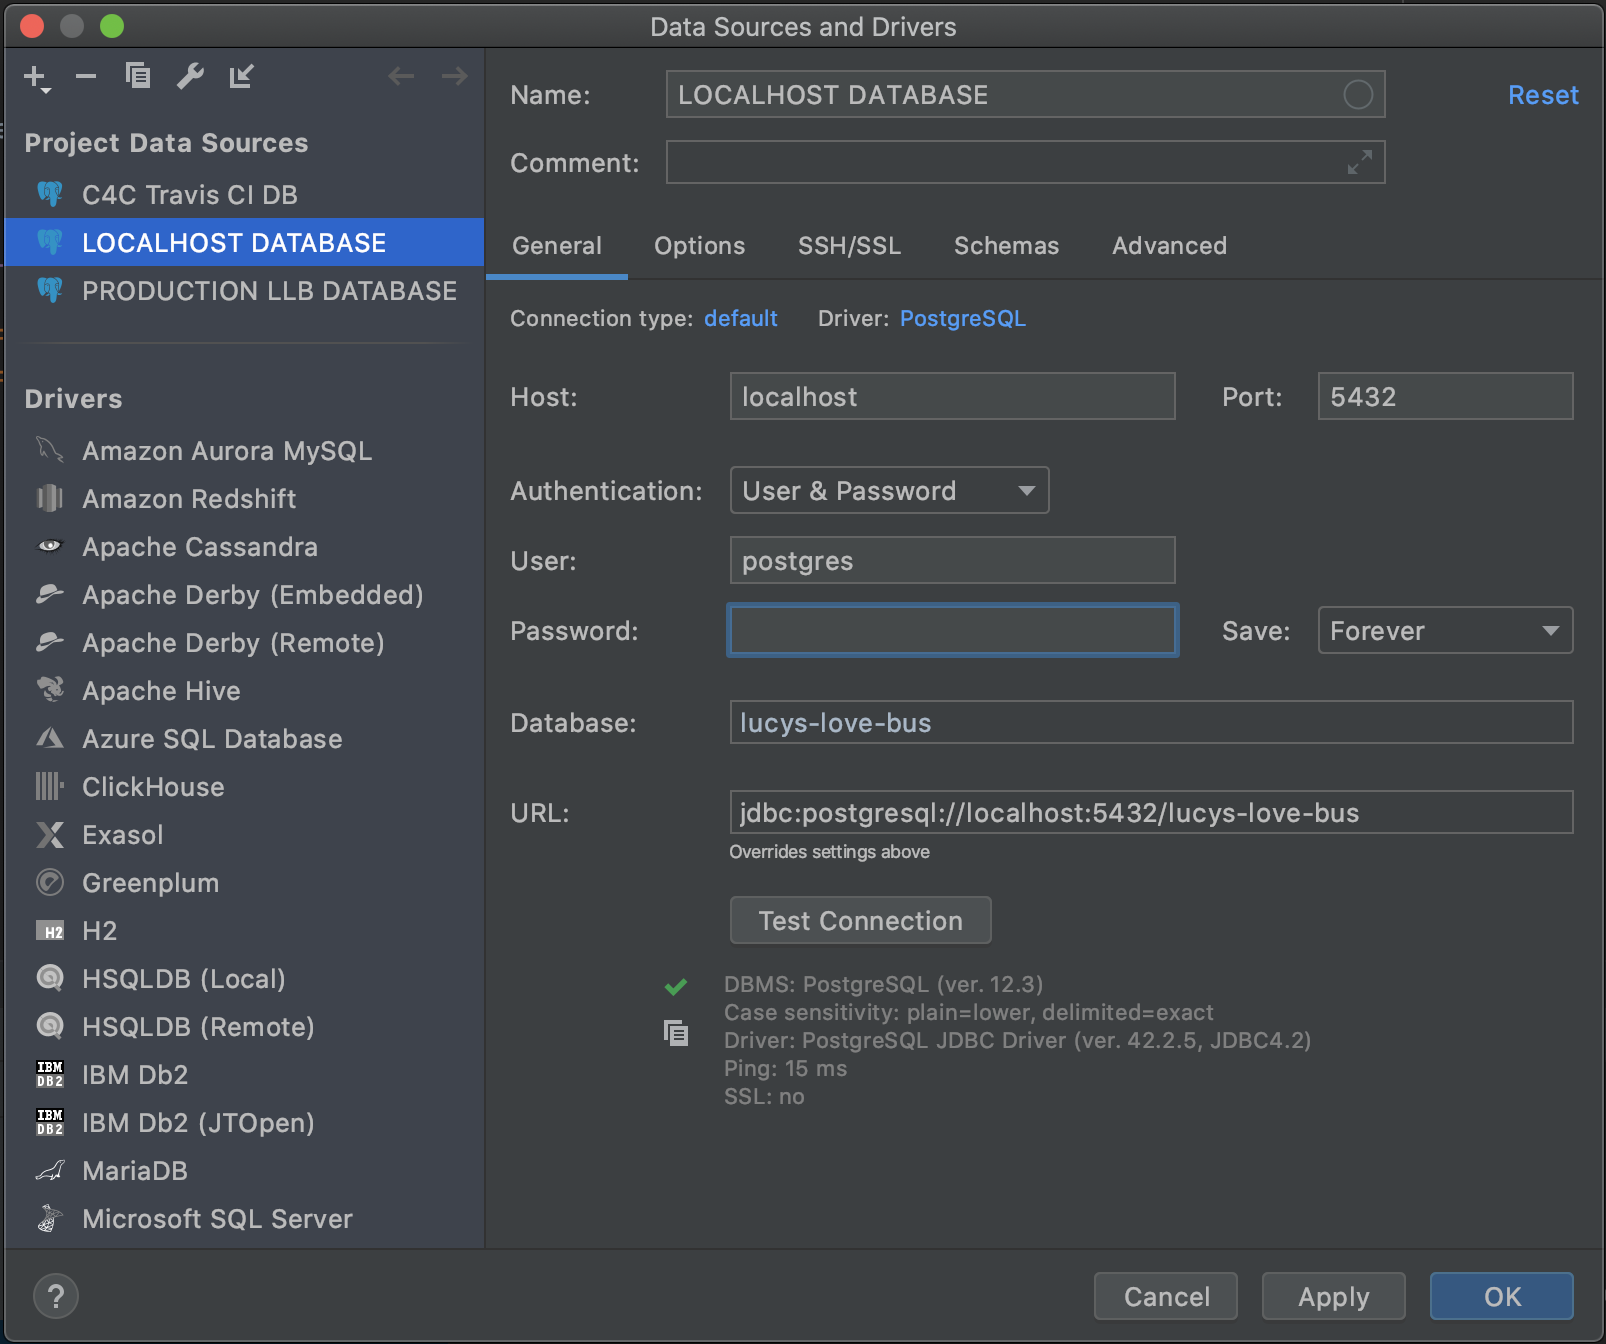 Data Sources and Drivers
Project Data Sources
C4C Travis CI DB
LOCALHOST DATABASE
PRODUCTION LLB DATABASE
Drivers
Amazon Aurora MySQL
Amazon Redshift
Apache Cassandra
Apache Derby (Embedded)
Apache Derby (Remote)
Apache Hive
Azure SQL Database
ClickHouse
Exasol
Greenplum
H2 H2
HSQLDB (Local)
HSQLDB (Remote)
IBM DB2 IBM Db2
IBM DB2 IBM Db2 (JTOpen)
MariaDB
Microsoft SQL Server
Name: LOCALHOST DATABASE Reset
Comment:
General Options SSH/SSL Schemas Advanced
Connection type: default Driver: PostgreSQL
Host: localhost Port: 5432
Authentication: User & Password
User: postgres
Password: Save: Forever
Database: lucys-love-bus
URL: jdbc:postgresql://localhost:5432/lucys-love-bus
Overrides settings above
Test Connection
DBMS: PostgreSQL (ver. 12.3)
Case sensitivity: plain=lower, delimited=exact
Driver: PostgreSQL JDBC Driver (ver. 42.2.5, JDBC4.2)
Ping: 15 ms
SSL: no
? Cancel Apply OK